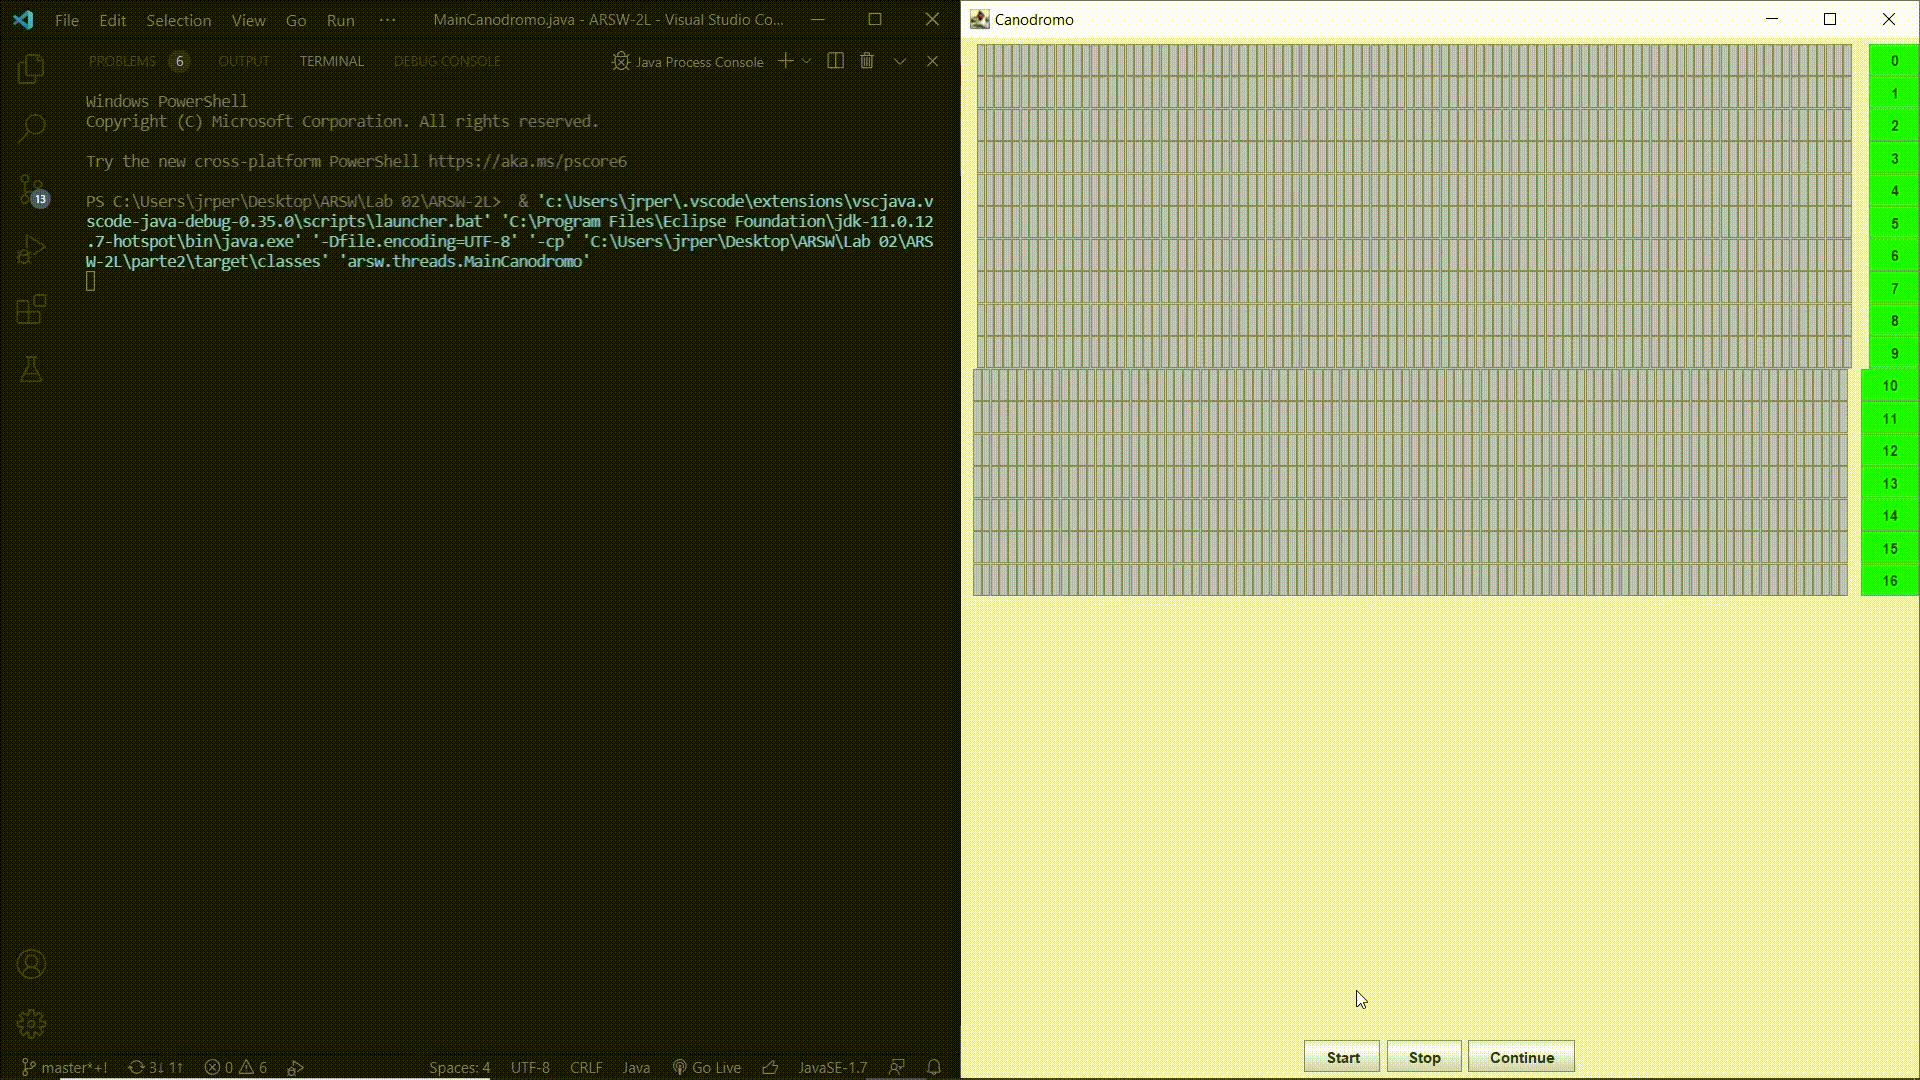 File Edit Selection View Go Run ··· MainCanodromo.java - ARSW-2L - Visual Studio Co...
PROBLEMS 6 OUTPUT TERMINAL DEBUG CONSOLE Java Process Console
Windows PowerShell
Copyright (C) Microsoft Corporation. All rights reserved.
Try the new cross-platform PowerShell https://aka.ms/pscore6
PS C:\Users\jrper\Desktop\ARSW\Lab 02\ARSW-2L>  & 'c:\Users\jrper\.vscode\extensions\vscjava.v
scode-java-debug-0.35.0\scripts\launcher.bat' 'C:\Program Files\Eclipse Foundation\jdk-11.0.12
.7-hotspot\bin\java.exe' '-Dfile.encoding=UTF-8' '-cp' 'C:\Users\jrper\Desktop\ARSW\Lab 02\ARS
W-2L\parte2\target\classes' 'arsw.threads.MainCanodromo'
13
master*+! 3↓ 1↑ 0 6 Spaces: 4 UTF-8 CRLF Java Go Live JavaSE-1.7
Canodromo
0
1
2
3
4
5
6
7
8
9
10
11
12
13
14
15
16
Start Stop Continue